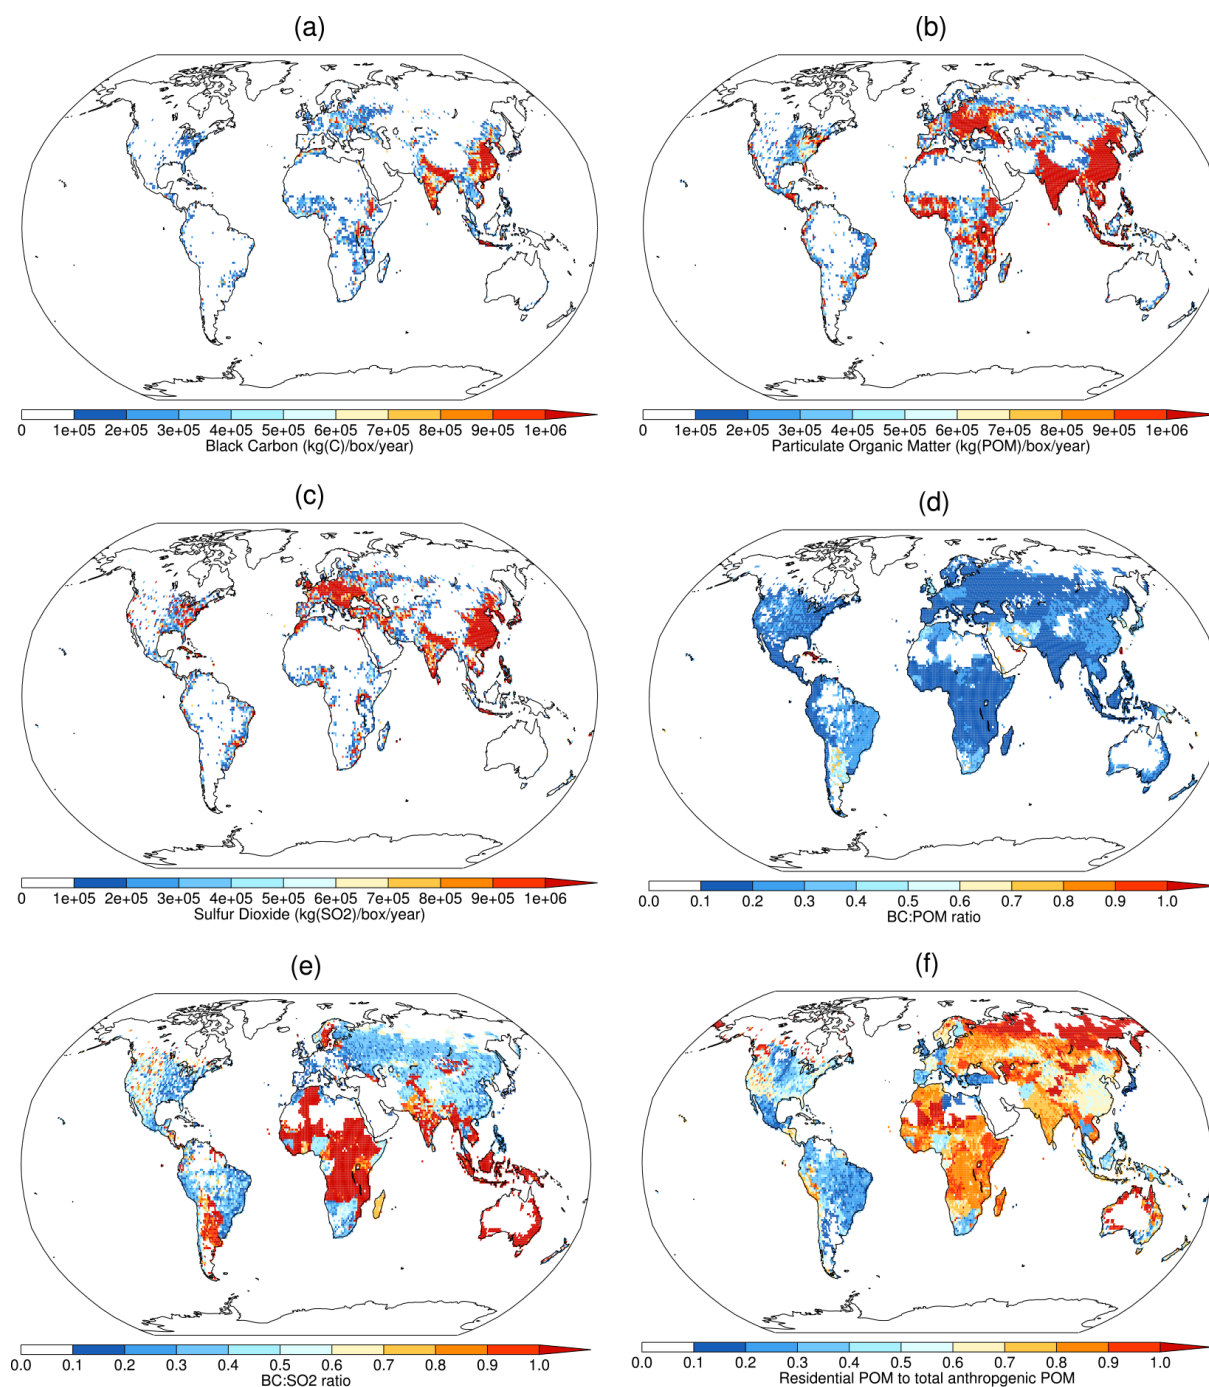 (a)
(b)
0 1e+05 2e+05 3e+05 4e+05 5e+05 6e+05 7e+05 8e+05 9e+05 1e+06
Black Carbon (kg(C)/box/year)
0 1e+05 2e+05 3e+05 4e+05 5e+05 6e+05 7e+05 8e+05 9e+05 1e+06
Particulate Organic Matter (kg(POM)/box/year)
(c)
(d)
0 1e+05 2e+05 3e+05 4e+05 5e+05 6e+05 7e+05 8e+05 9e+05 1e+06
Sulfur Dioxide (kg(SO2)/box/year)
0.0 0.1 0.2 0.3 0.4 0.5 0.6 0.7 0.8 0.9 1.0
BC:POM ratio
(e)
(f)
0.0 0.1 0.2 0.3 0.4 0.5 0.6 0.7 0.8 0.9 1.0
BC:SO2 ratio
0.0 0.1 0.2 0.3 0.4 0.5 0.6 0.7 0.8 0.9 1.0
Residential POM to total anthropgenic POM